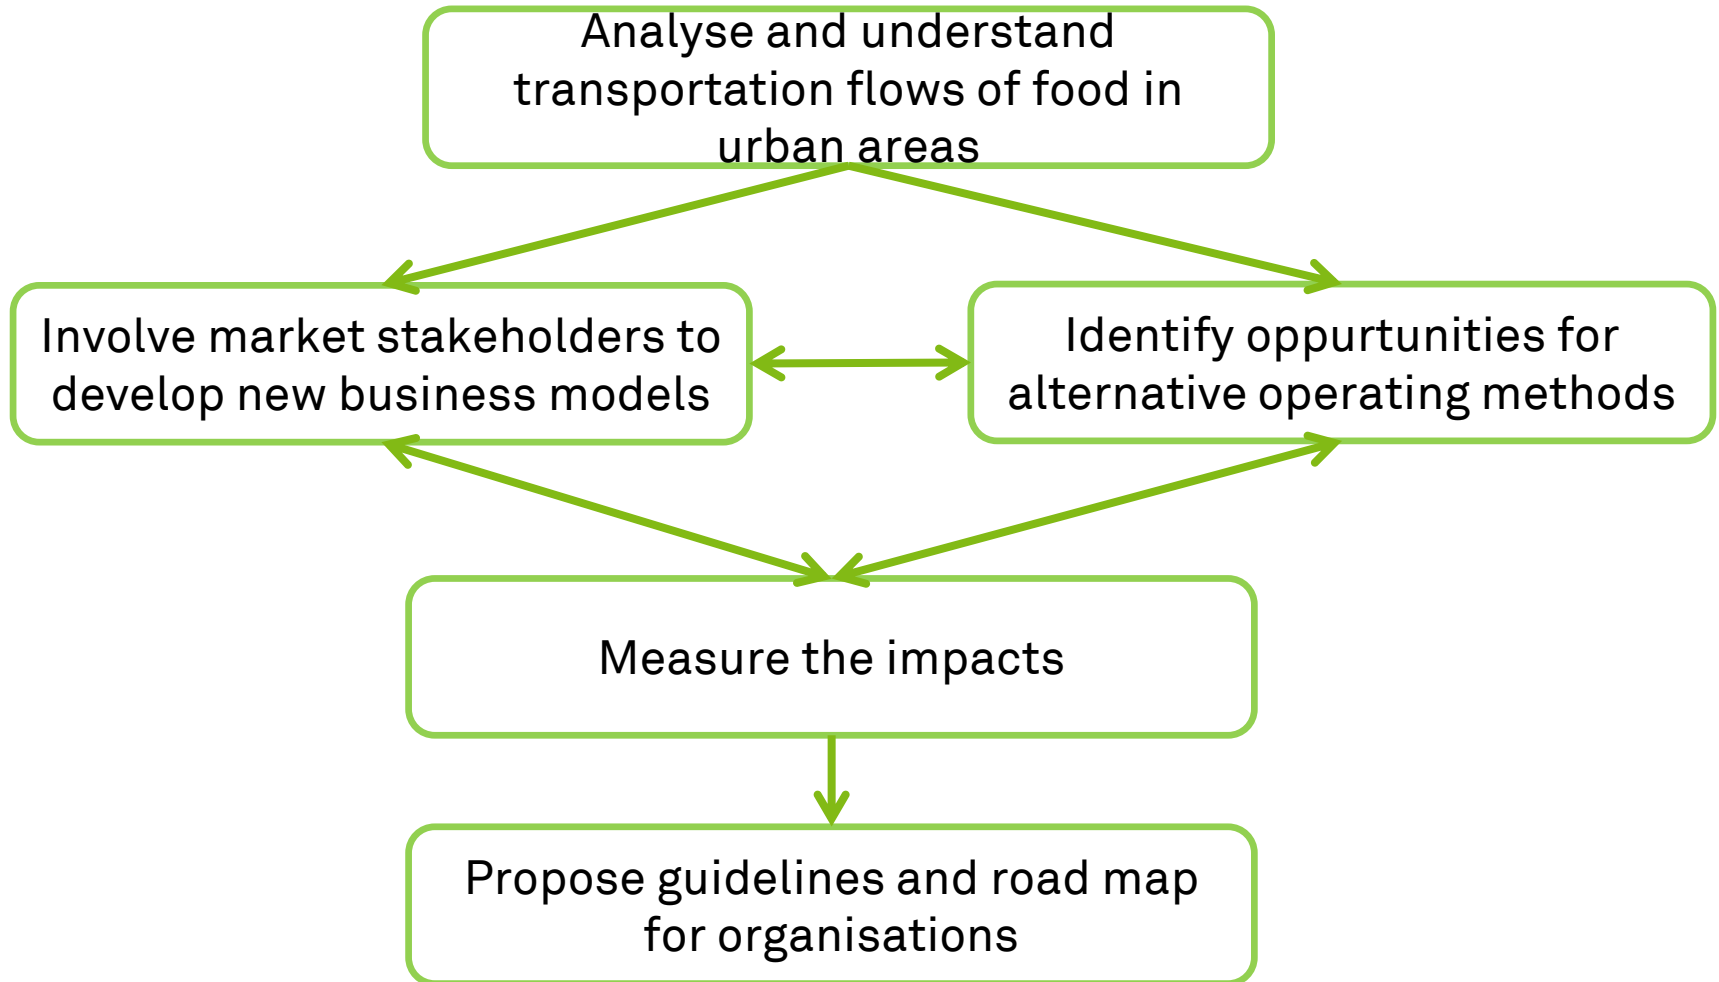 Analyse and understand
transportation flows of food in
urban areas
Involve market stakeholders to
develop new business models
Identify oppurtunities for
alternative operating methods
Measure the impacts
Propose guidelines and road map
for organisations